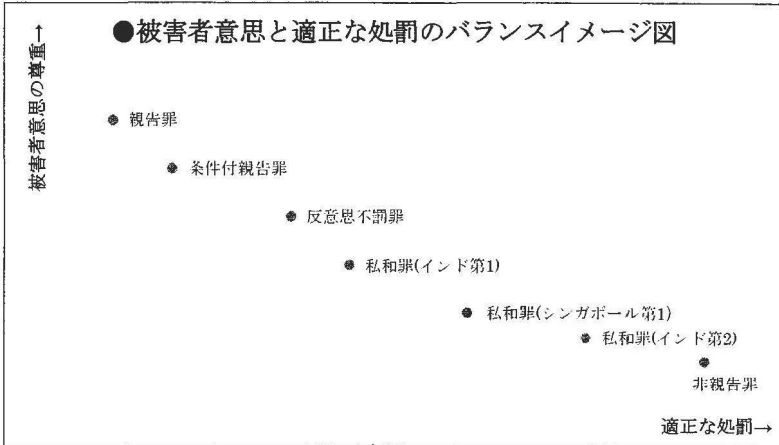 ●被害者意思と適正な処罰のバランスイメージ図
被害者意思の尊重→
親告罪
条件付親告罪
反意思不罰罪
私和罪(インド第1)
私和罪(シンガポール第1)
私和罪(インド第2)
非親告罪
適正な処罰→